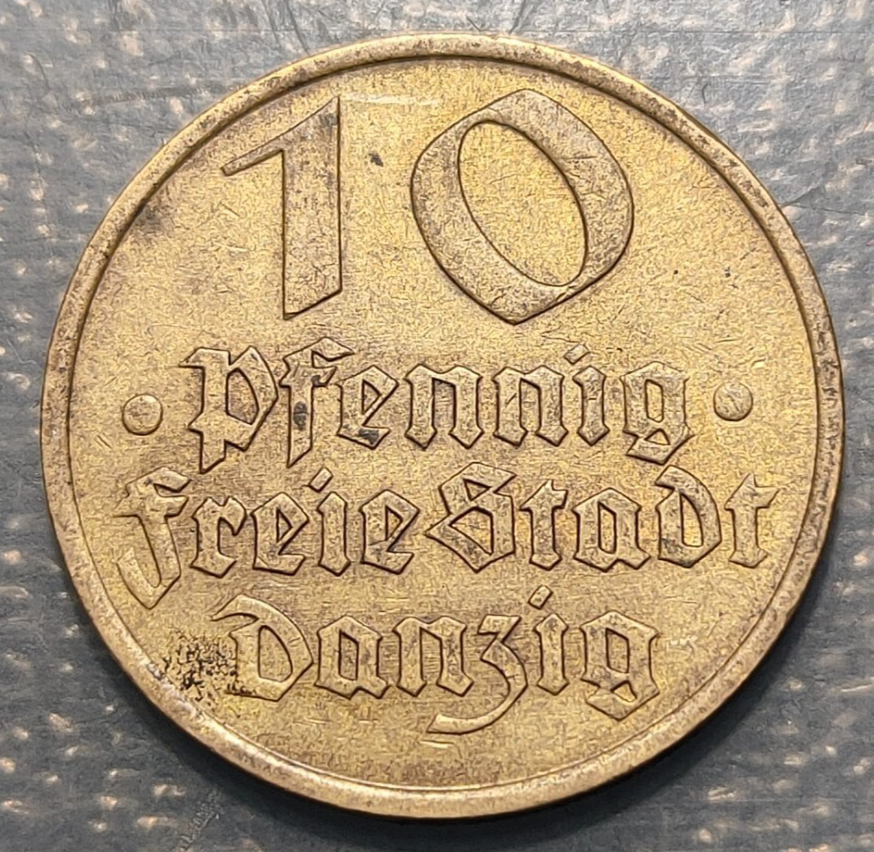 10
• Pfennig •
Freie Stadt
Danzig